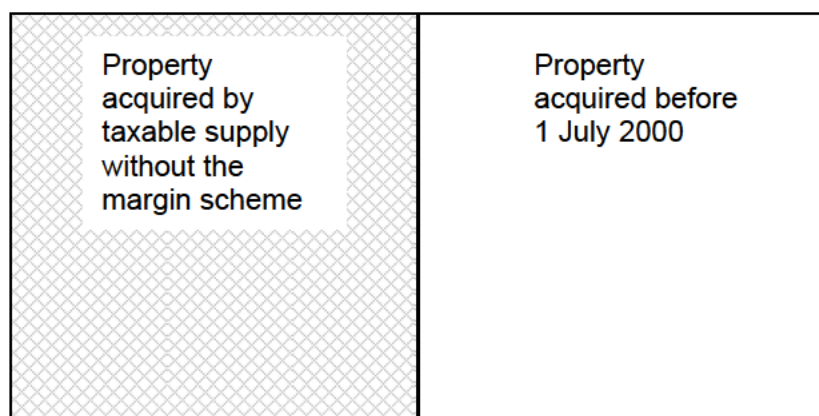 Property
acquired by
taxable supply
without the
margin scheme
Property
acquired before
1 July 2000